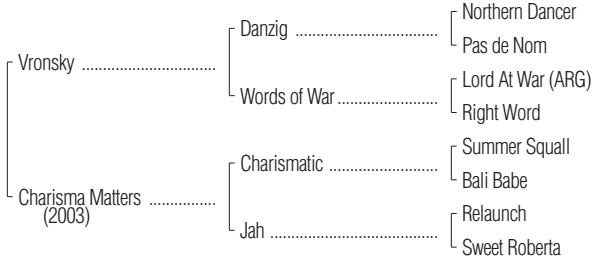 Northern Dancer
Danzig ....................................
Pas de Nom
Vronsky .................................
Lord At War (ARG)
Words of War.........................
Right Word
Summer Squall
Charismatic ...........................
Bali Babe
Charisma Matters ................
(2003)
Relaunch
Jah ..........................................
Sweet Roberta